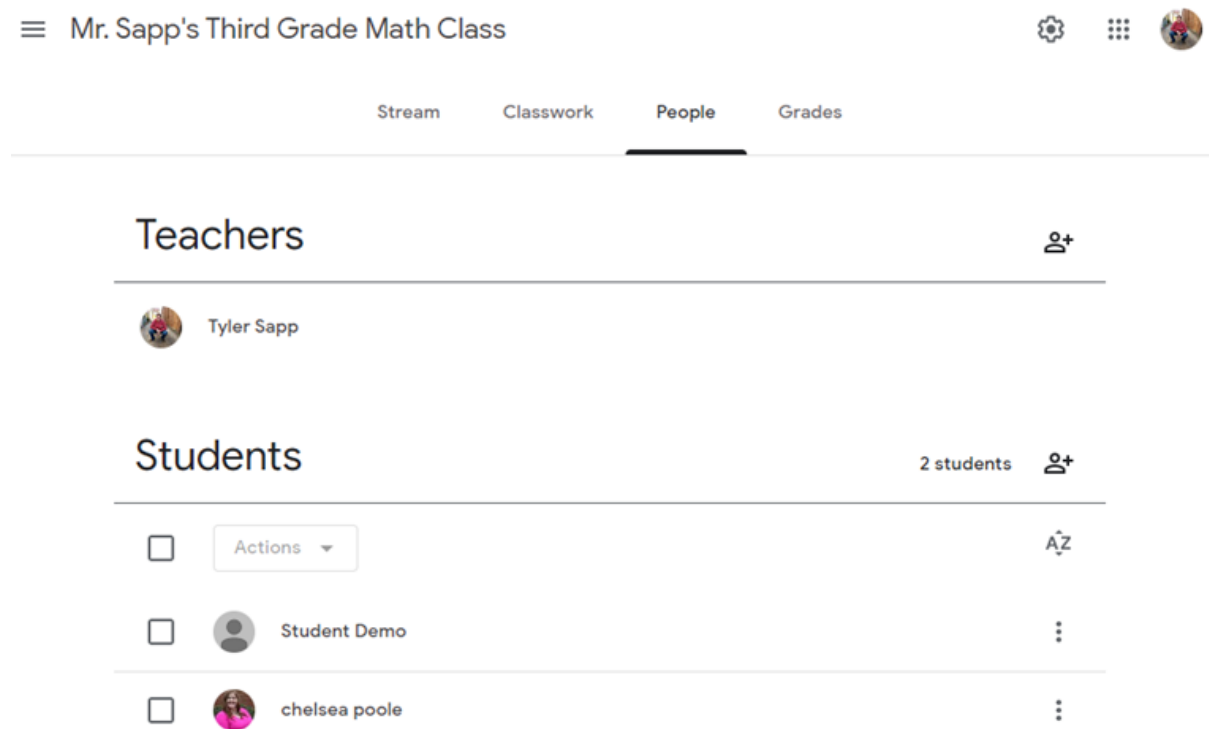 Mr. Sapp's Third Grade Math Class
Stream Classwork People Grades
Teachers
Tyler Sapp
Students 2 students
Actions AZ
Student Demo
chelsea poole